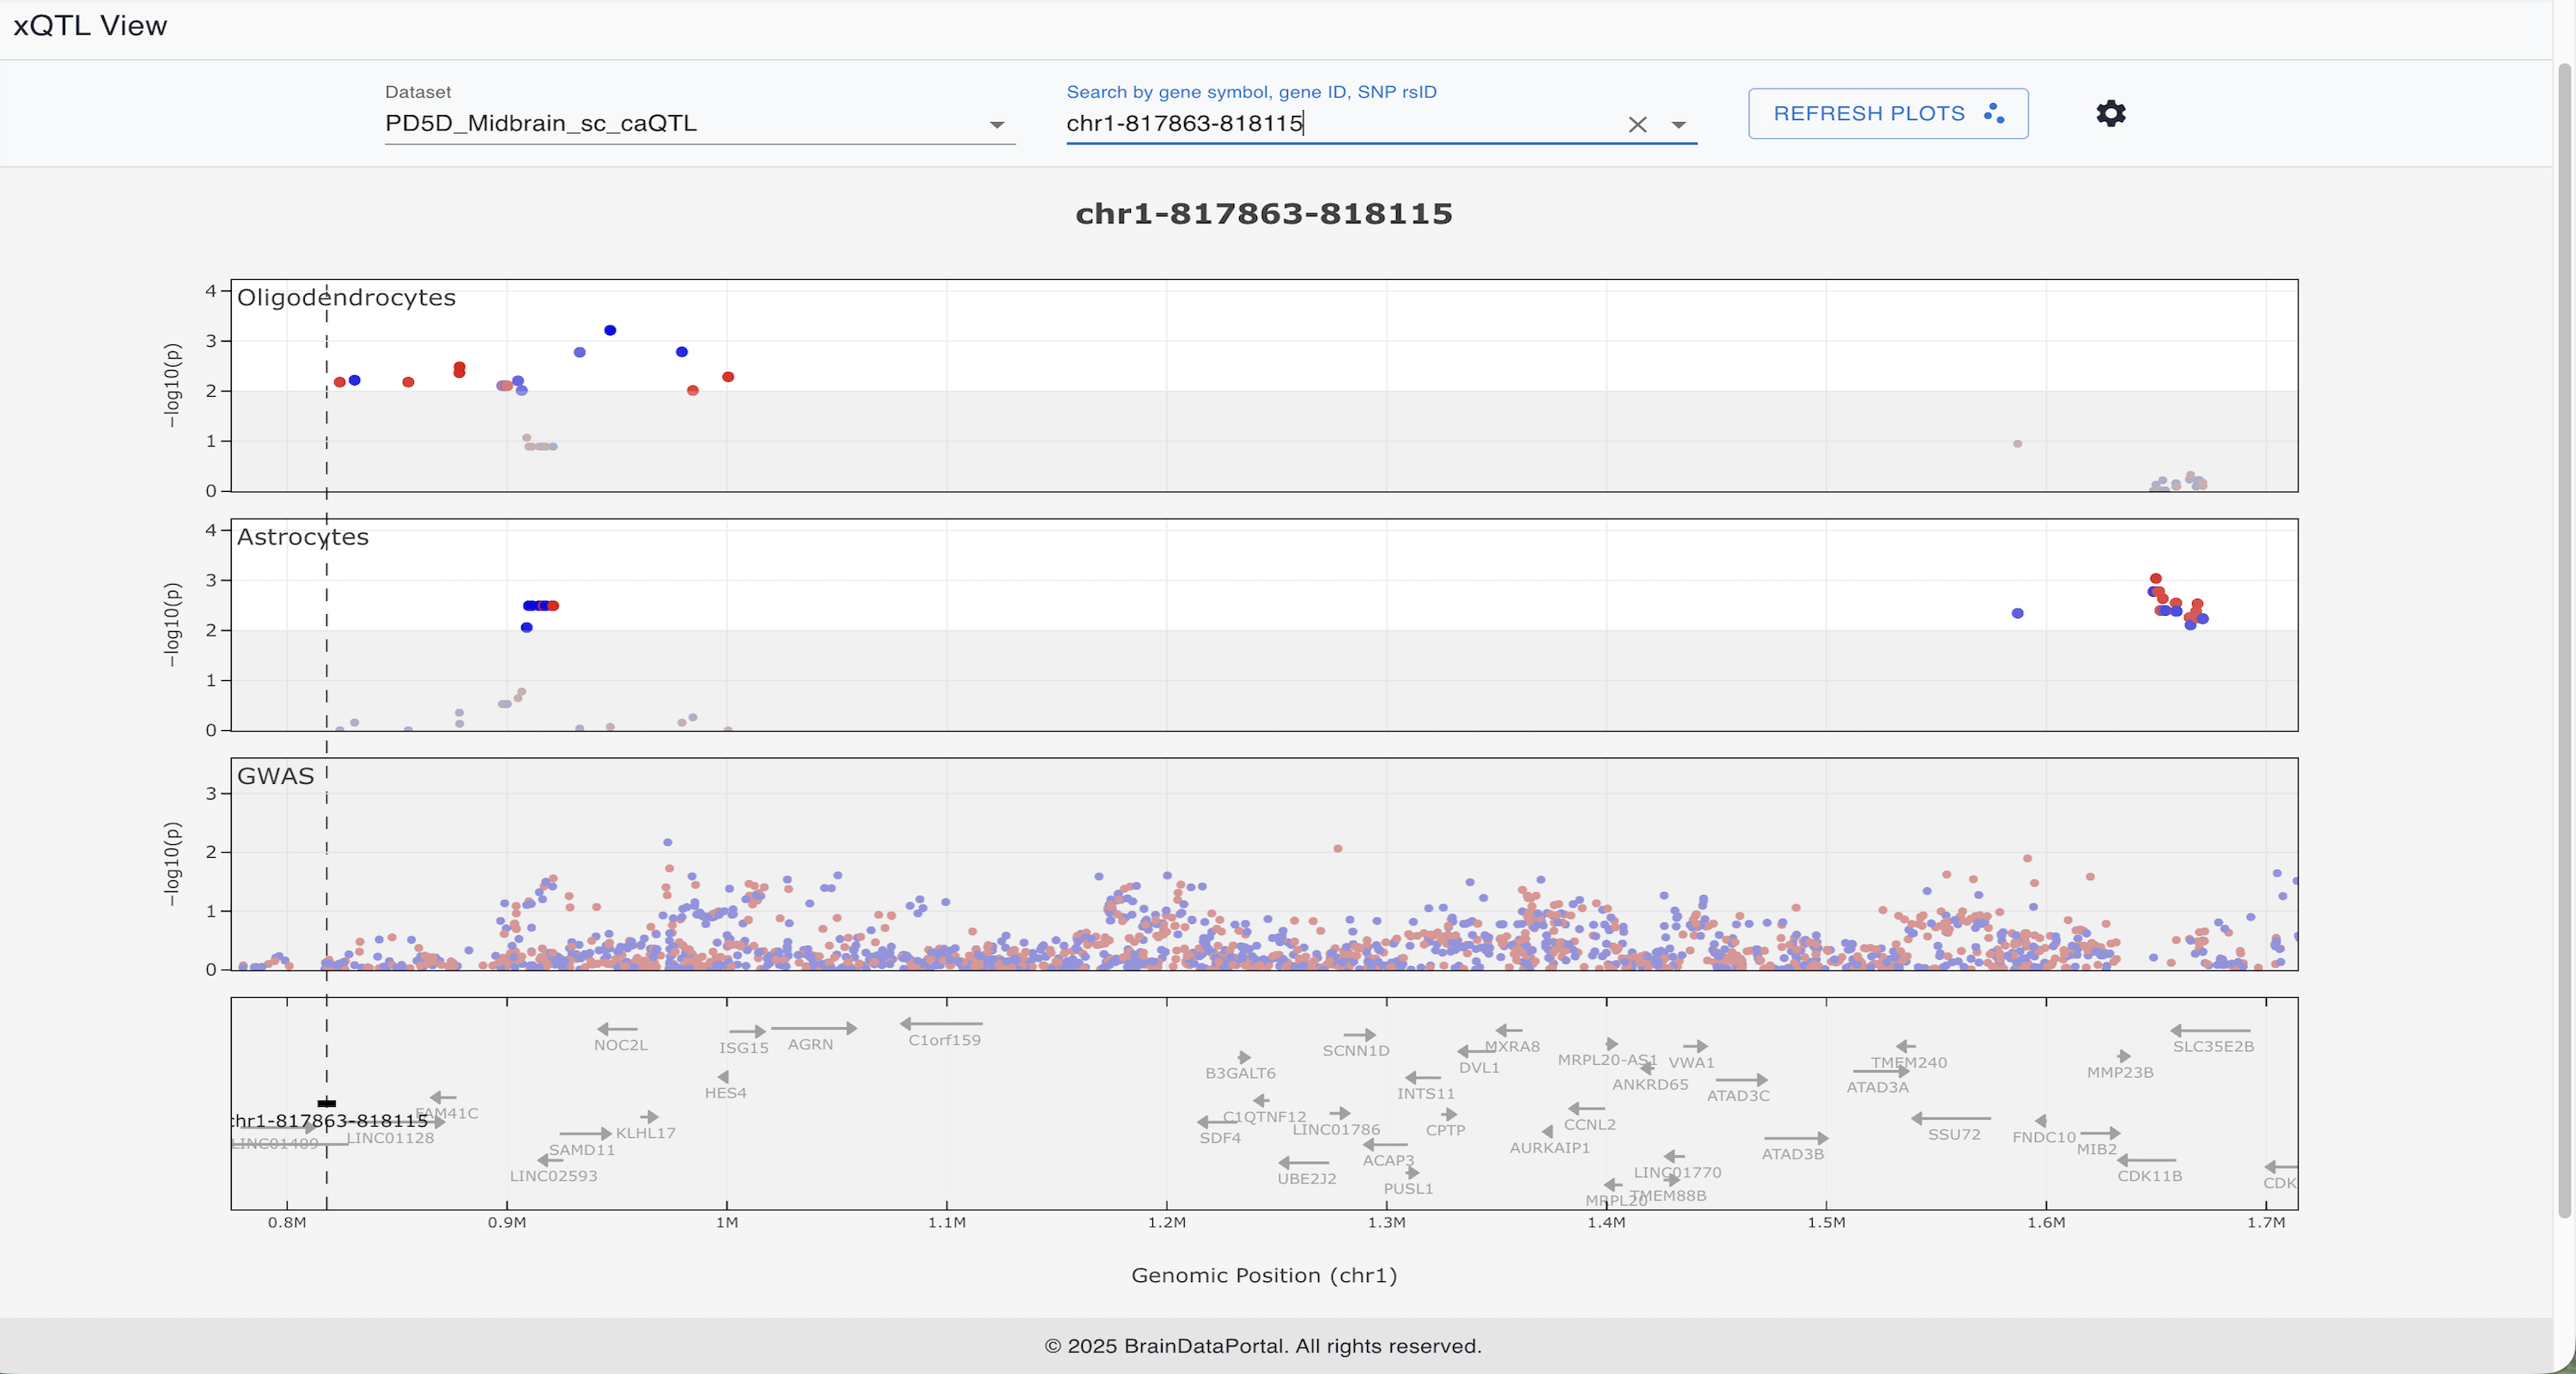 xQTL View
Dataset
Search by gene symbol, gene ID, SNP rsID
PD5D_Midbrain_sc_caQTL
chr1-817863-818115
REFRESH PLOTS
chr1-817863-818115
Oligodendrocytes
4
3
2
1
0
−log10(p)
Astrocytes
4
3
2
1
0
−log10(p)
GWAS
3
2
1
0
−log10(p)
NOC2L
ISG15
AGRN
C1orf159
SCNN1D
MXRA8
MRPL20-AS1
VWA1
TMEM240
SLC35E2B
B3GALT6
DVL1
MMP23B
HES4
INTS11
ANKRD65
ATAD3C
ATAD3A
FAM41C
chr1-817863-818115
C1QTNF12
LINC01409
LINC01128
KLHL17
SDF4
LINC01786
CPTP
CCNL2
SSU72
FNDC10
SAMD11
AURKAIP1
ATAD3B
MIB2
LINC02593
ACAP3
LINC01770
CDK11B
UBE2J2
PUSL1
MRPL20
TMEM88B
CDK
0.8M
0.9M
1M
1.1M
1.2M
1.3M
1.4M
1.5M
1.6M
1.7M
Genomic Position (chr1)
© 2025 BrainDataPortal. All rights reserved.